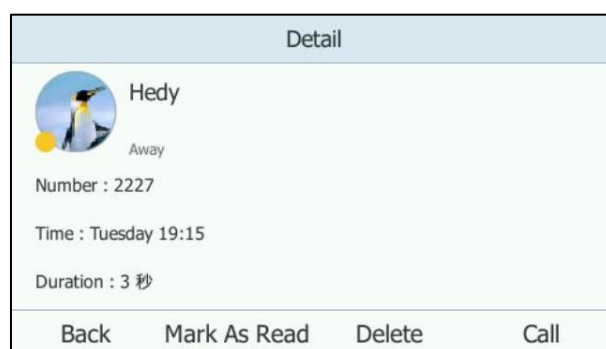 Detail
Hedy
Away
Number : 2227
Time : Tuesday 19:15
Duration : 3 秒
Back Mark As Read Delete Call